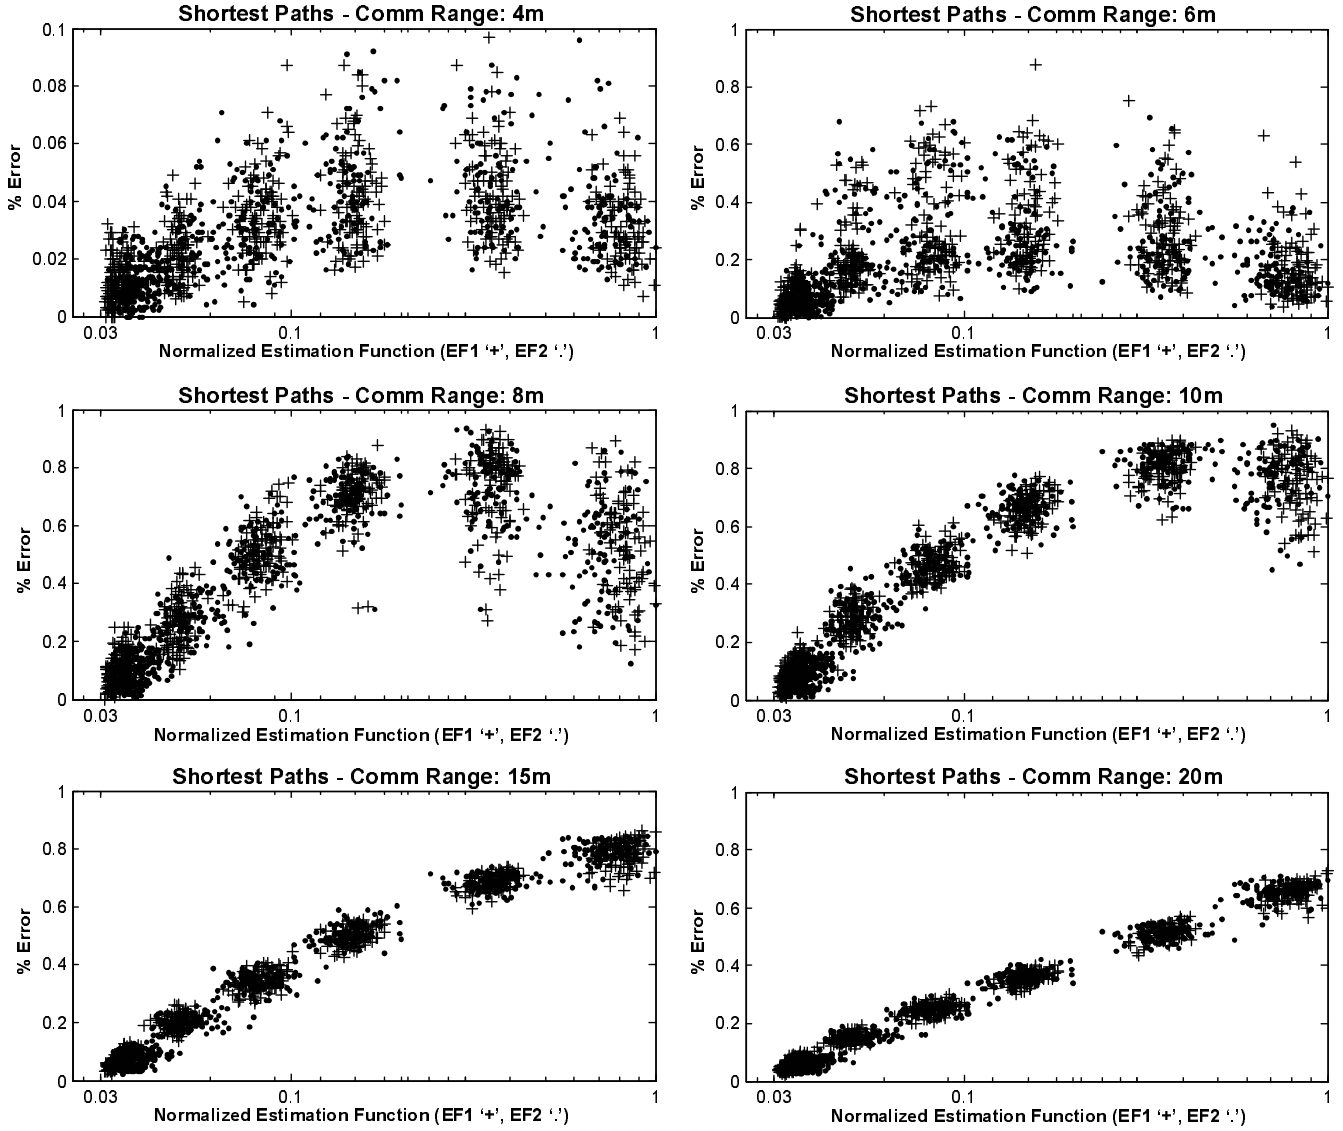 Shortest Paths - Comm Range: 4m
0.1
0.08
0.06
0.04
0.02
0
% Error
0.03 0.1 1
Normalized Estimation Function (EF1 ‘+’, EF2 ‘.’)
Shortest Paths - Comm Range: 6m
1
0.8
0.6
0.4
0.2
0
% Error
0.03 0.1 1
Normalized Estimation Function (EF1 ‘+’, EF2 ‘.’)
Shortest Paths - Comm Range: 8m
1
0.8
0.6
0.4
0.2
0
% Error
0.03 0.1 1
Normalized Estimation Function (EF1 ‘+’, EF2 ‘.’)
Shortest Paths - Comm Range: 10m
1
0.8
0.6
0.4
0.2
0
% Error
0.03 0.1 1
Normalized Estimation Function (EF1 ‘+’, EF2 ‘.’)
Shortest Paths - Comm Range: 15m
1
0.8
0.6
0.4
0.2
0
% Error
0.03 0.1 1
Normalized Estimation Function (EF1 ‘+’, EF2 ‘.’)
Shortest Paths - Comm Range: 20m
1
0.8
0.6
0.4
0.2
0
% Error
0.03 0.1 1
Normalized Estimation Function (EF1 ‘+’, EF2 ‘.’)